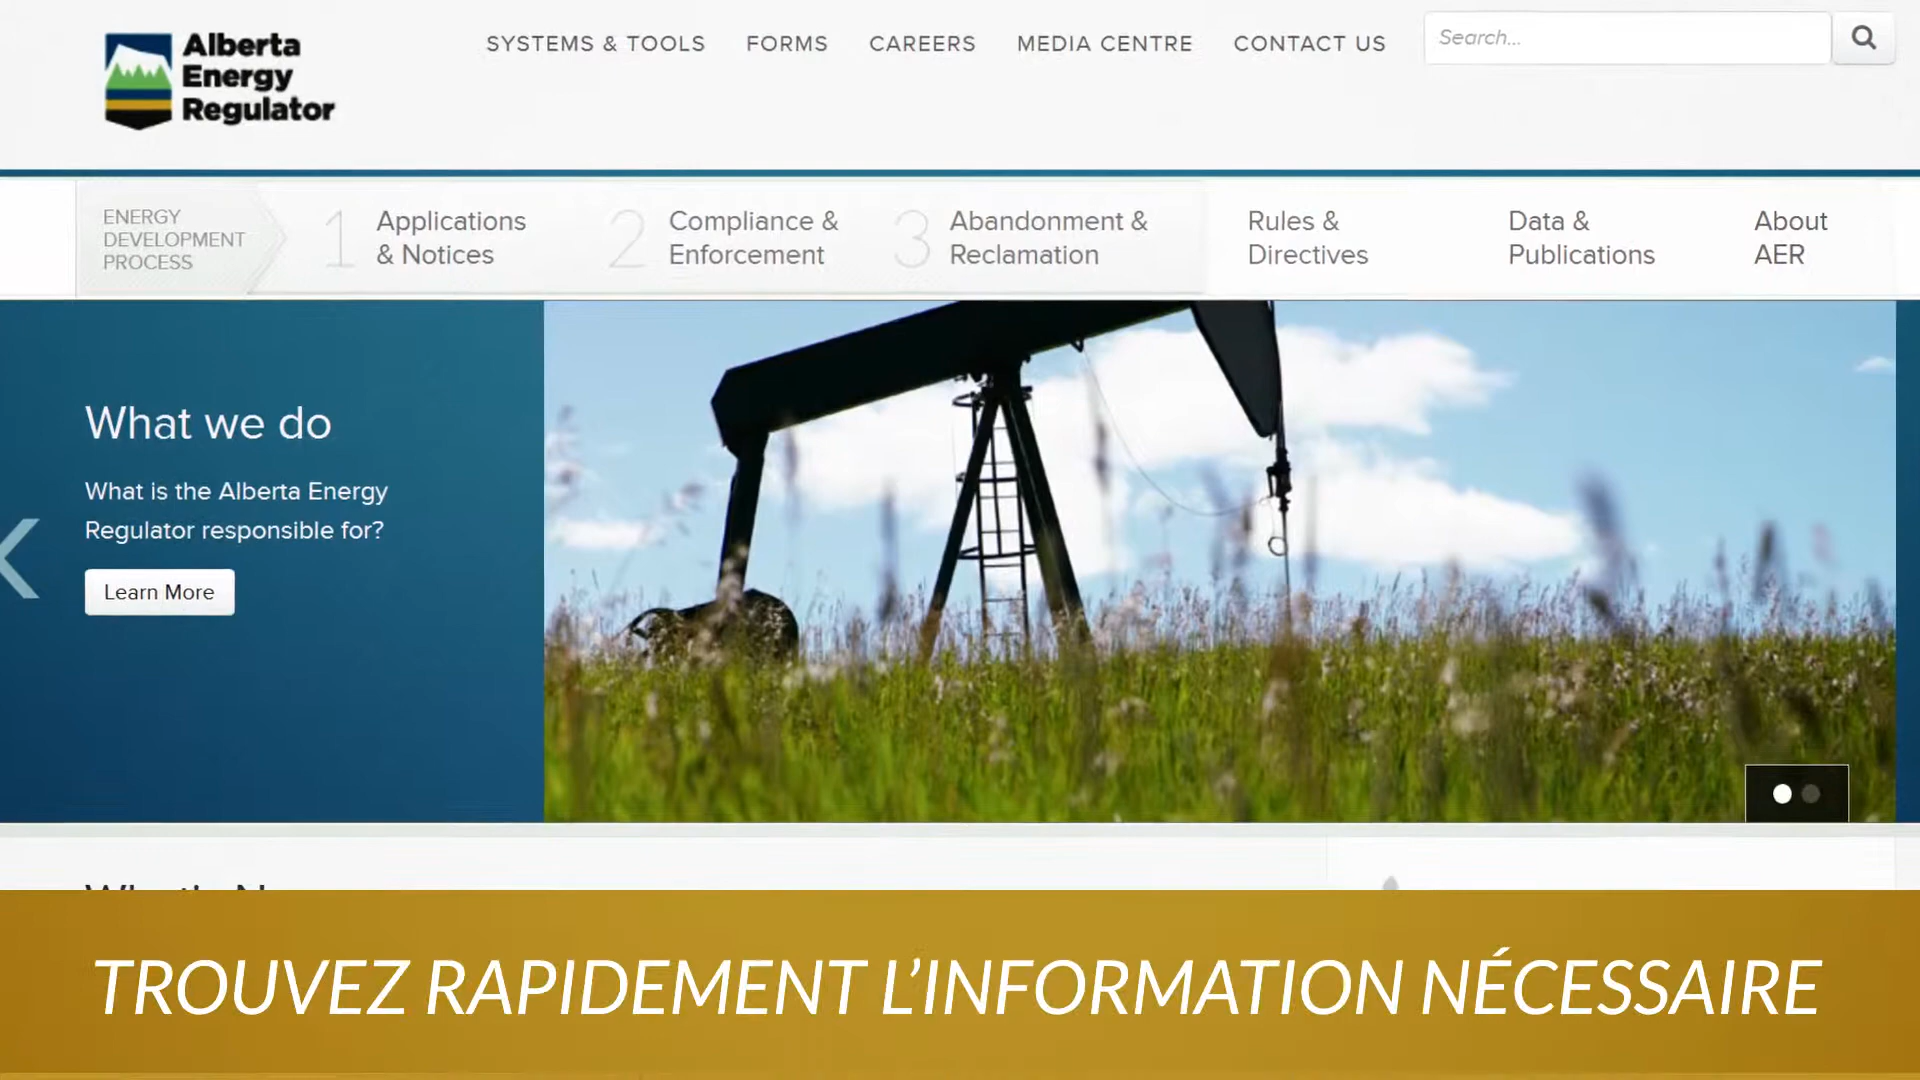 Alberta
Energy
Regulator
SYSTEMS & TOOLS
FORMS
CAREERS
MEDIA CENTRE
CONTACT US
Search...
ENERGY
DEVELOPMENT
PROCESS
1
Applications
& Notices
2
Compliance &
Enforcement
3
Abandonment &
Reclamation
Rules &
Directives
Data &
Publications
About
AER
What we do
What is the Alberta Energy
Regulator responsible for?
Learn More
TROUVEZ RAPIDEMENT L’INFORMATION NÉCESSAIRE